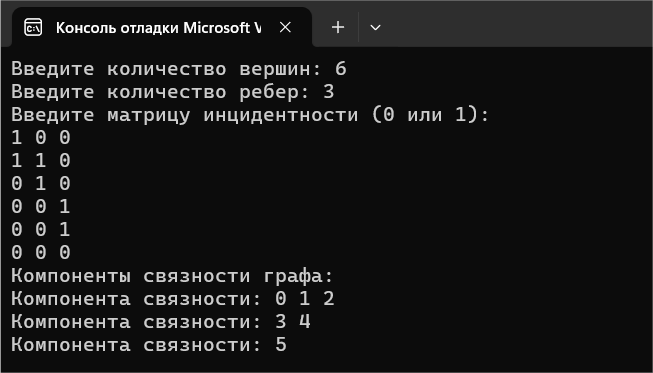 Консоль отладки Microsoft V
Введите количество вершин: 6
Введите количество ребер: 3
Введите матрицу инцидентности (0 или 1):
1 0 0
1 1 0
0 1 0
0 0 1
0 0 1
0 0 0
Компоненты связности графа:
Компонента связности: 0 1 2
Компонента связности: 3 4
Компонента связности: 5